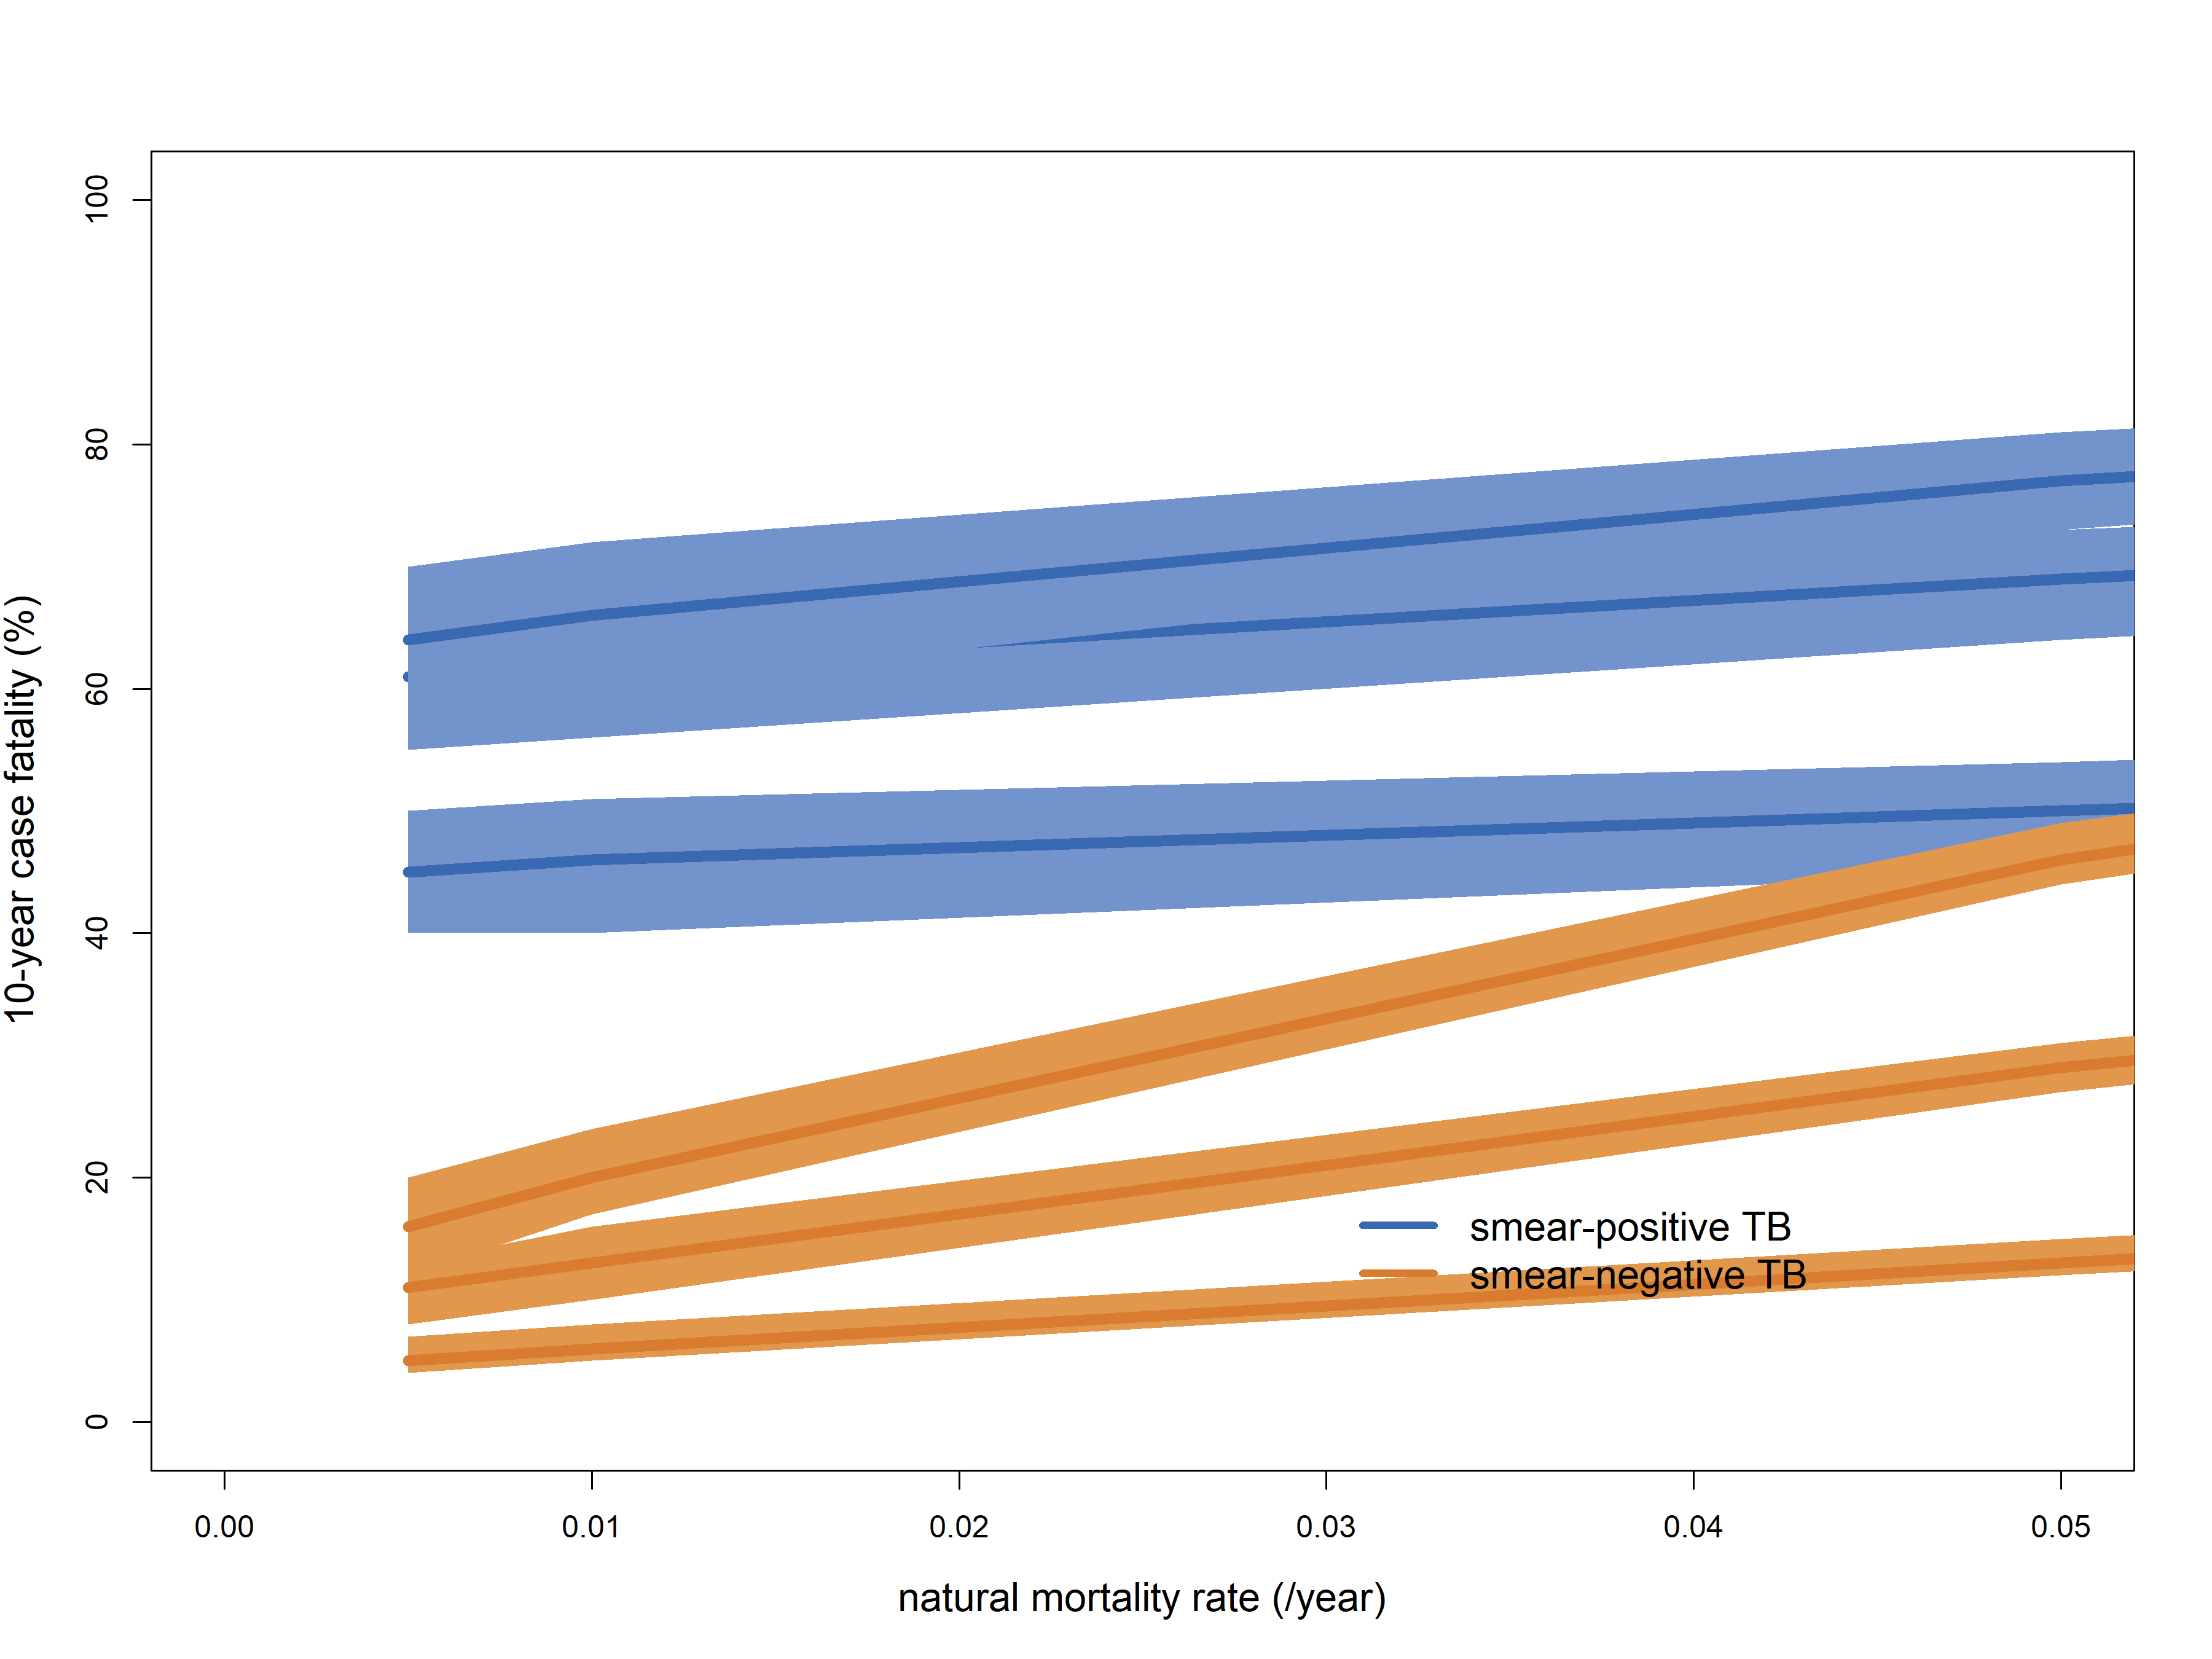 100
80
60
40
20
0
10-year case fatality (%)
smear-positive TB
smear-negative TB
0.00 0.01 0.02 0.03 0.04 0.05
natural mortality rate (/year)